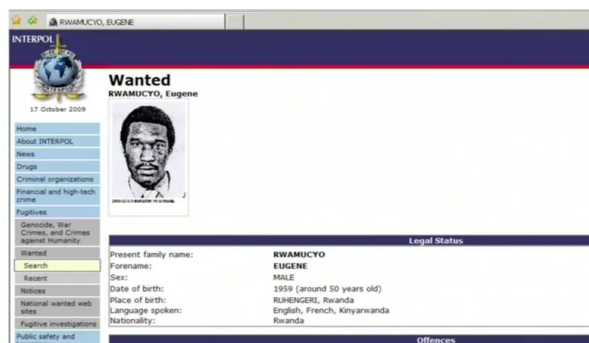 RWAMUCYO, EUGENE
INTERPOL
17 October 2009
Home
About INTERPOL
News
Drugs
Criminal organizations
Financial and high-tech
crime
Fugitives
Genocide, War
Crimes, and Crimes
against Humanity
Wanted
Search
Recent
Notices
National wanted web
sites
Fugitive investigations
Public safety and
Wanted
RWAMUCYO, Eugene
Legal Status
Present family name: RWAMUCYO
Forename: EUGENE
Sex: MALE
Date of birth: 1959 (around 50 years old)
Place of birth: RUHENGERI, Rwanda
Language spoken: English, French, Kinyarwanda
Nationality: Rwanda
Offences